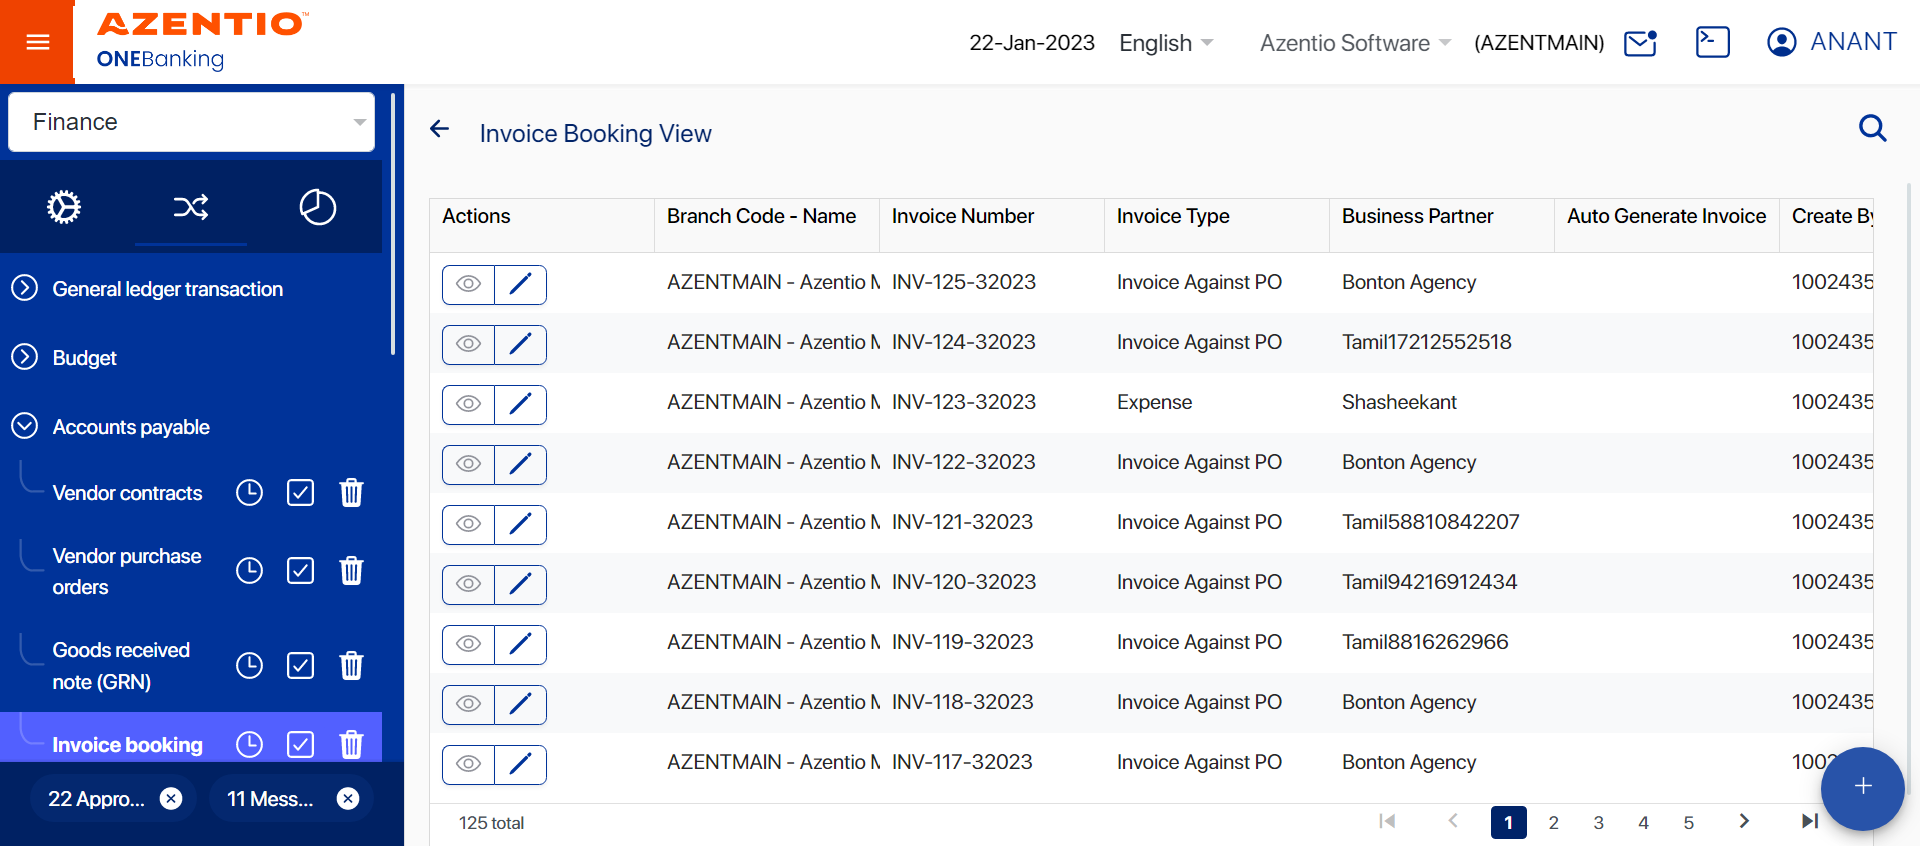 AZENTIO™
ONEBanking
22-Jan-2023 English Azentio Software (AZENTMAIN) ANANT
Finance
General ledger transaction
Budget
Accounts payable
Vendor contracts
Vendor purchase
orders
Goods received
note (GRN)
Invoice booking
22 Appro...
11 Mess...
Invoice Booking View
Actions Branch Code - Name Invoice Number Invoice Type Business Partner Auto Generate Invoice Create By
AZENTMAIN - Azentio M INV-125-32023 Invoice Against PO Bonton Agency 1002435
AZENTMAIN - Azentio M INV-124-32023 Invoice Against PO Tamil17212552518 1002435
AZENTMAIN - Azentio M INV-123-32023 Expense Shasheekant 1002435
AZENTMAIN - Azentio M INV-122-32023 Invoice Against PO Bonton Agency 1002435
AZENTMAIN - Azentio M INV-121-32023 Invoice Against PO Tamil58810842207 1002435
AZENTMAIN - Azentio M INV-120-32023 Invoice Against PO Tamil94216912434 1002435
AZENTMAIN - Azentio M INV-119-32023 Invoice Against PO Tamil8816262966 1002435
AZENTMAIN - Azentio M INV-118-32023 Invoice Against PO Bonton Agency 1002435
AZENTMAIN - Azentio M INV-117-32023 Invoice Against PO Bonton Agency
125 total 1 2 3 4 5